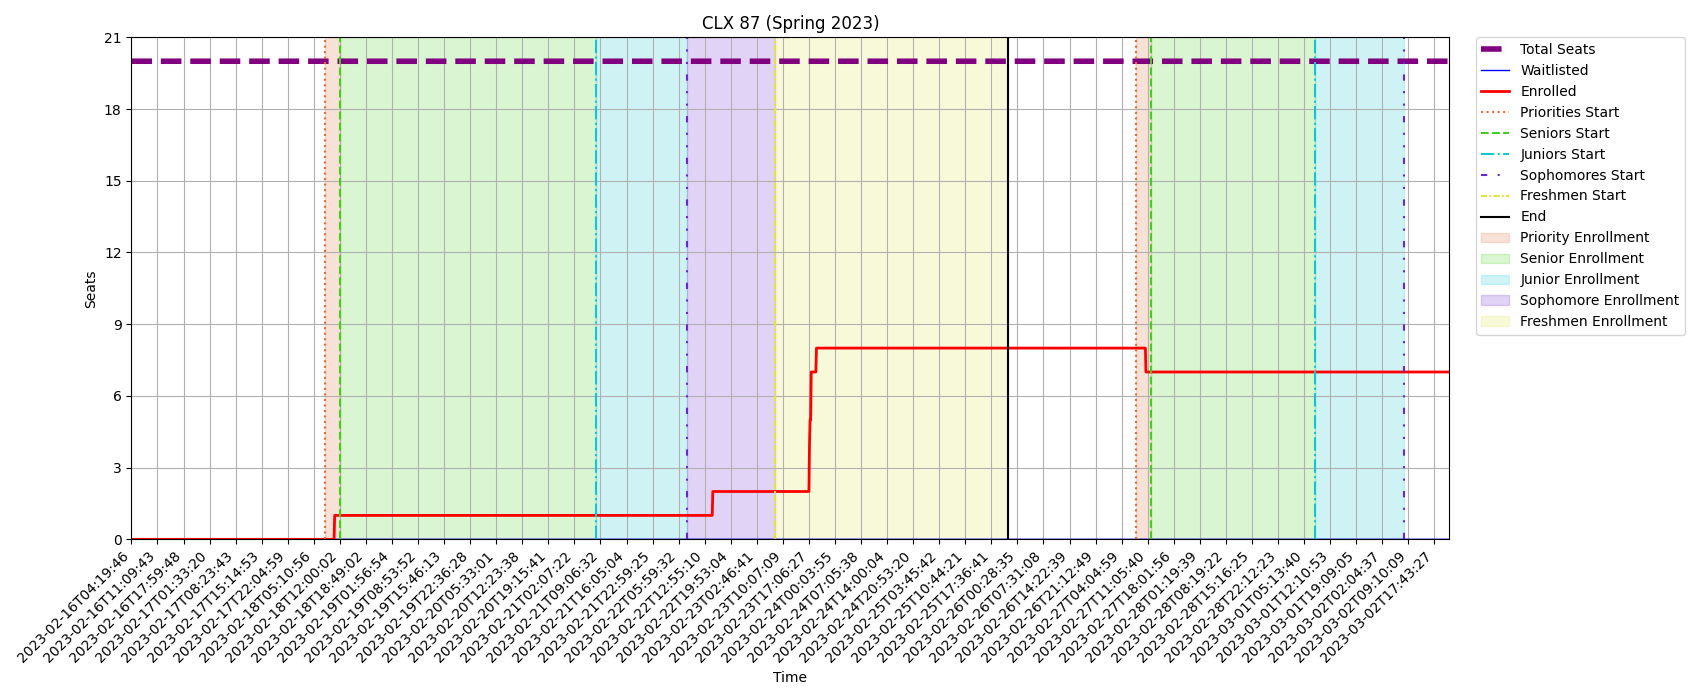 CLX 87 (Spring 2023)
21
18
15
12
9
6
3
0
Seats
2023-02-16T04:19:46
2023-02-16T11:09:43
2023-02-16T17:59:48
2023-02-17T01:33:20
2023-02-17T08:23:43
2023-02-17T15:14:53
2023-02-17T22:04:59
2023-02-18T05:10:56
2023-02-18T12:00:02
2023-02-18T18:49:02
2023-02-19T01:56:54
2023-02-19T08:53:52
2023-02-19T15:46:13
2023-02-19T22:36:28
2023-02-20T05:33:01
2023-02-20T12:23:38
2023-02-20T19:15:41
2023-02-21T02:07:22
2023-02-21T09:06:32
2023-02-21T16:05:04
2023-02-21T22:59:25
2023-02-22T05:59:32
2023-02-22T12:55:10
2023-02-22T19:53:04
2023-02-23T02:46:41
2023-02-23T10:07:09
2023-02-23T17:06:27
2023-02-24T00:03:55
2023-02-24T07:05:38
2023-02-24T14:00:04
2023-02-24T20:53:20
2023-02-25T03:45:42
2023-02-25T10:44:21
2023-02-25T17:36:41
2023-02-26T00:28:35
2023-02-26T07:31:08
2023-02-26T14:22:39
2023-02-26T21:12:49
2023-02-27T04:04:59
2023-02-27T11:05:40
2023-02-27T18:01:56
2023-02-28T01:19:39
2023-02-28T08:19:22
2023-02-28T15:16:25
2023-02-28T22:12:23
2023-03-01T05:13:40
2023-03-01T12:10:53
2023-03-01T19:09:05
2023-03-02T02:04:37
2023-03-02T09:10:09
2023-03-02T17:43:27
Time
Total Seats
Waitlisted
Enrolled
Priorities Start
Seniors Start
Juniors Start
Sophomores Start
Freshmen Start
End
Priority Enrollment
Senior Enrollment
Junior Enrollment
Sophomore Enrollment
Freshmen Enrollment